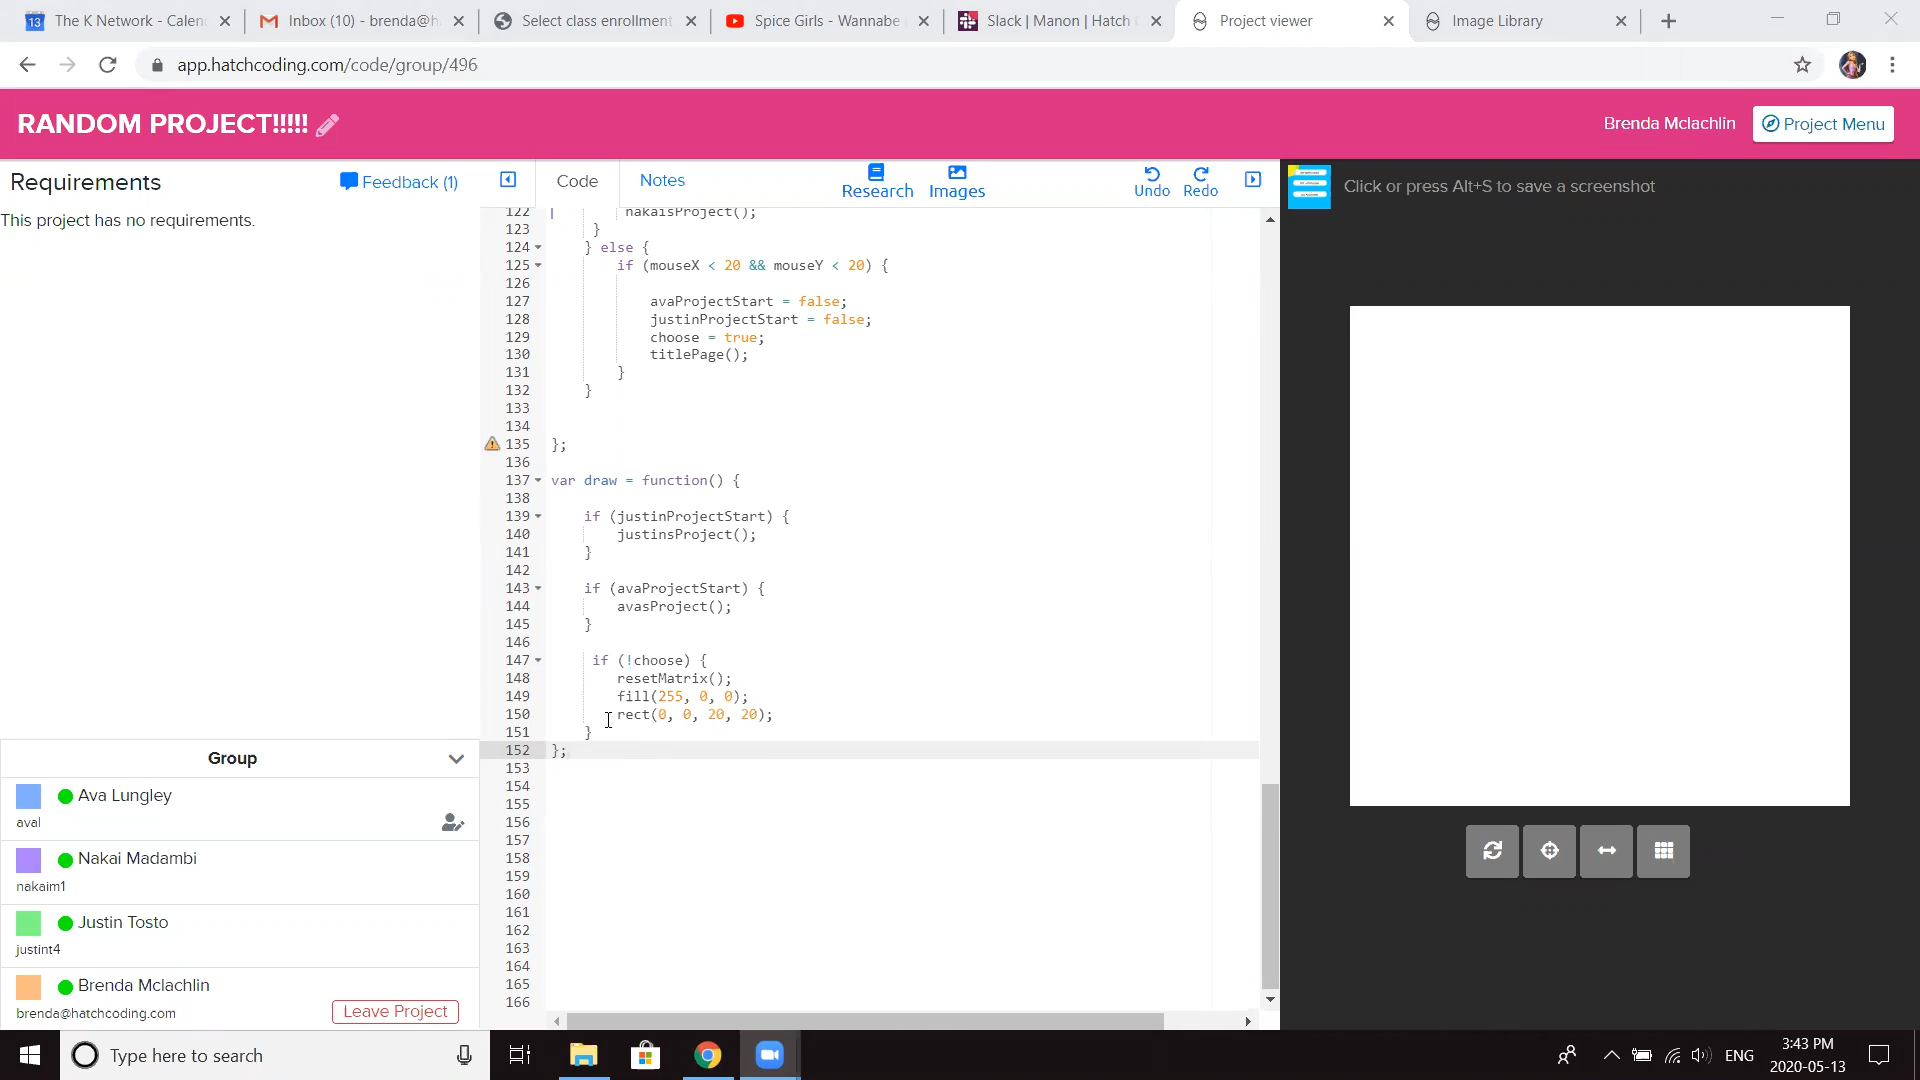 The K Network - Calen
Inbox (10) - brenda@h
Select class enrollment
Spice Girls - Wannabe
Slack | Manon | Hatch
Project viewer
Image Library
app.hatchcoding.com/code/group/496
RANDOM PROJECT!!!!!
Brenda Mclachlin
Project Menu
Requirements
Feedback (1)
This project has no requirements.
Code
Notes
Research
Images
Undo
Redo
Click or press Alt+S to save a screenshot
122 nakaisProject();
123 }
124 } else {
125 if (mouseX < 20 && mouseY < 20) {
126
127 avaProjectStart = false;
128 justinProjectStart = false;
129 choose = true;
130 titlePage();
131 }
132 }
133
134
135 };
136
137 var draw = function() {
138
139 if (justinProjectStart) {
140 justinsProject();
141 }
142
143 if (avaProjectStart) {
144 avasProject();
145 }
146
147 if (!choose) {
148 resetMatrix();
149 fill(255, 0, 0);
150 rect(0, 0, 20, 20);
151 }
152 };
153
154
155
156
157
158
159
160
161
162
163
164
165
166
Group
Ava Lungley
aval
Nakai Madambi
nakaim1
Justin Tosto
justint4
Brenda Mclachlin
brenda@hatchcoding.com
Leave Project
Type here to search
ENG
3:43 PM
2020-05-13